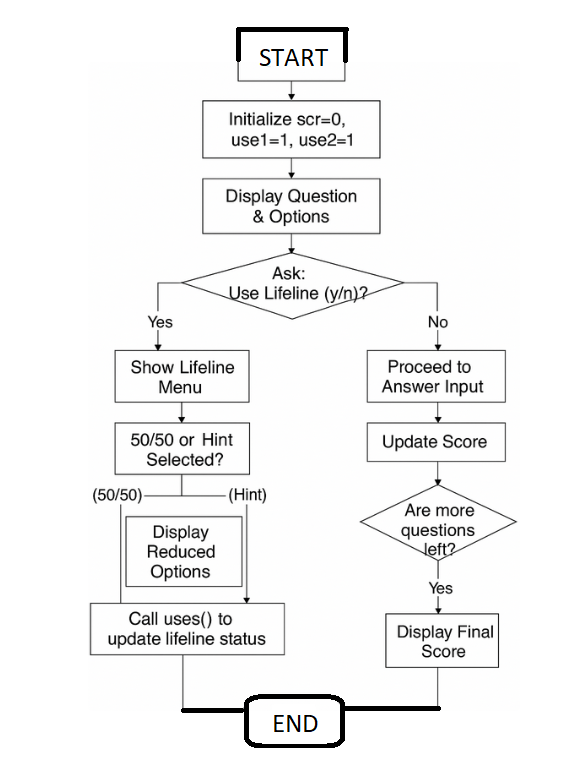 START
Initialize scr=0,
use1=1, use2=1
Display Question
& Options
Ask:
Use Lifeline (y/n)?
Yes
No
Show Lifeline
Menu
Proceed to
Answer Input
50/50 or Hint
Selected?
Update Score
(50/50)
(Hint)
Are more
questions
left?
Display
Reduced
Options
Yes
Call uses() to
update lifeline status
Display Final
Score
END